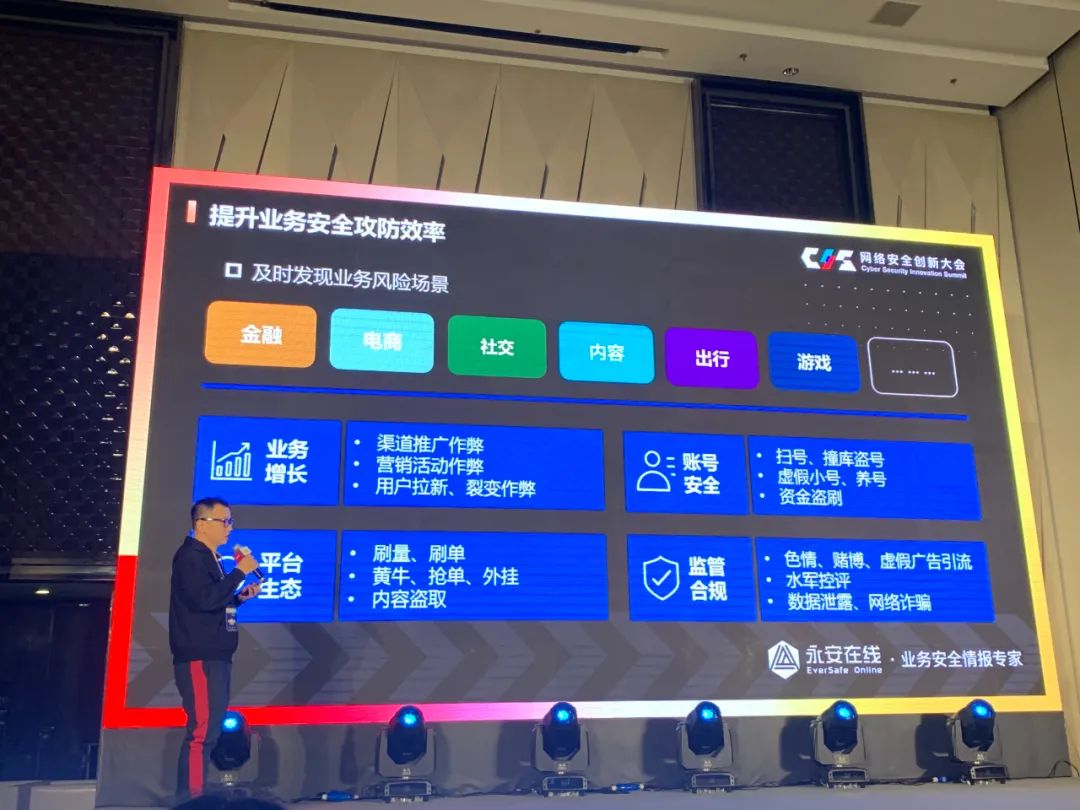 提升业务安全攻防效率
CIS 网络安全创新大会
Cyber Security Innovation Summit
及时发现业务风险场景
金融
电商
社交
内容
出行
游戏
... ... ...
业务
增长
• 渠道推广作弊
• 营销活动作弊
• 用户拉新、裂变作弊
账号
安全
• 扫号、撞库盗号
• 虚假小号、养号
• 资金盗刷
平台
生态
• 刷量、刷单
• 黄牛、抢单、外挂
• 内容盗取
监管
合规
• 色情、赌博、虚假广告引流
• 水军控评
• 数据泄露、网络诈骗
永安在线 · 业务安全情报专家
EverSafe Online